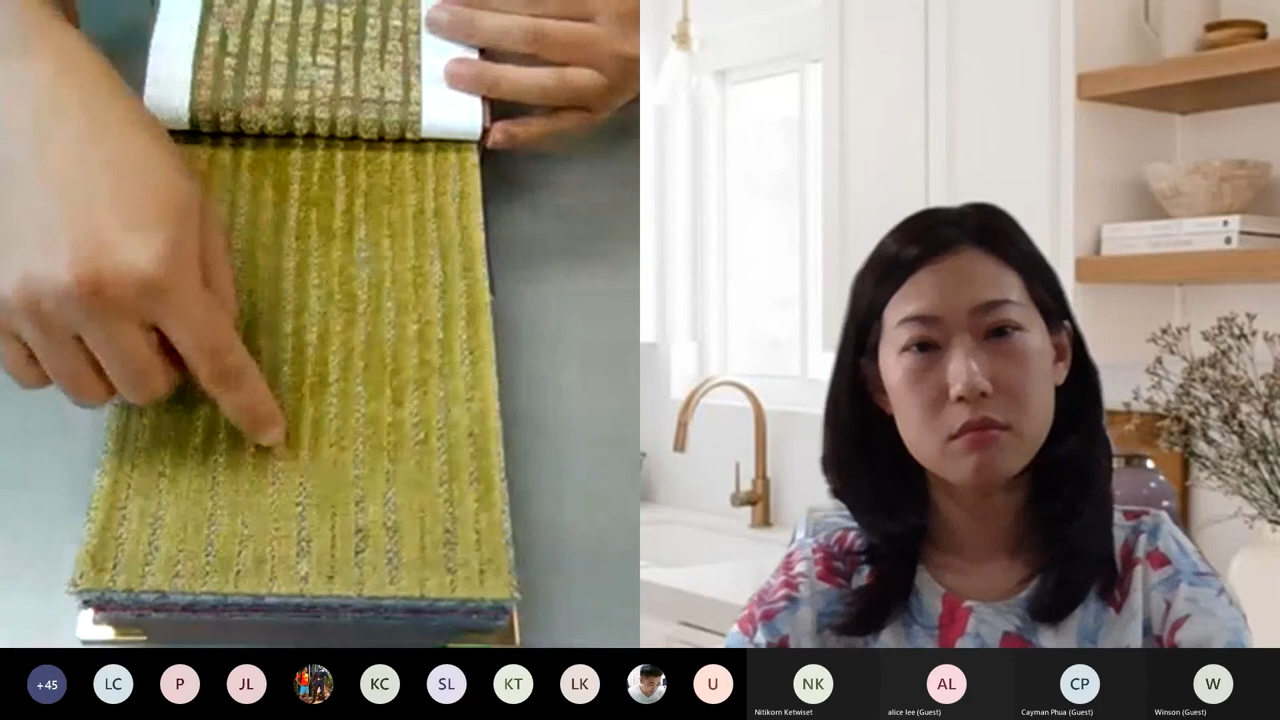 +45
LC
P
JL
KC
SL
KT
LK
U
NK
AL
CP
W
Nitikorn Ketwiset
alice lee (Guest)
Cayman Phua (Guest)
Winson (Guest)